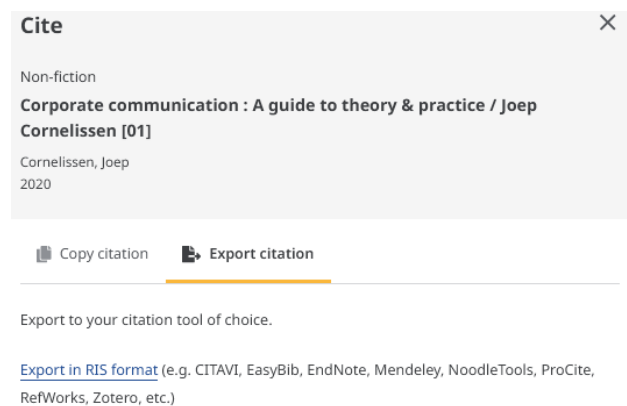 Cite
Non-fiction
Corporate communication : A guide to theory & practice / Joep
Cornelissen [01]
Cornelissen, Joep
2020
Copy citation
Export citation
Export to your citation tool of choice.
Export in RIS format (e.g. CITAVI, EasyBib, EndNote, Mendeley, NoodleTools, ProCite,
RefWorks, Zotero, etc.)